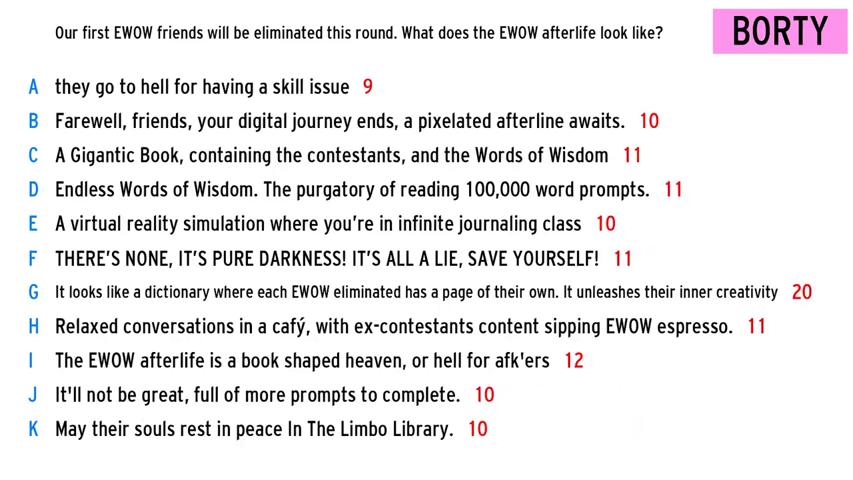 Our first EWOW friends will be eliminated this round. What does the EWOW afterlife look like?
BORTY
A they go to hell for having a skill issue 9
B Farewell, friends, your digital journey ends, a pixelated afterline awaits. 10
C A Gigantic Book, containing the contestants, and the Words of Wisdom 11
D Endless Words of Wisdom. The purgatory of reading 100,000 word prompts. 11
E A virtual reality simulation where you're in infinite journaling class 10
F THERE'S NONE, IT'S PURE DARKNESS! IT'S ALL A LIE, SAVE YOURSELF! 11
G It looks like a dictionary where each EWOW eliminated has a page of their own. It unleashes their inner creativity 20
H Relaxed conversations in a cafý, with ex-contestants content sipping EWOW espresso. 11
I The EWOW afterlife is a book shaped heaven, or hell for afk'ers 12
J It'll not be great, full of more prompts to complete. 10
K May their souls rest in peace In The Limbo Library. 10